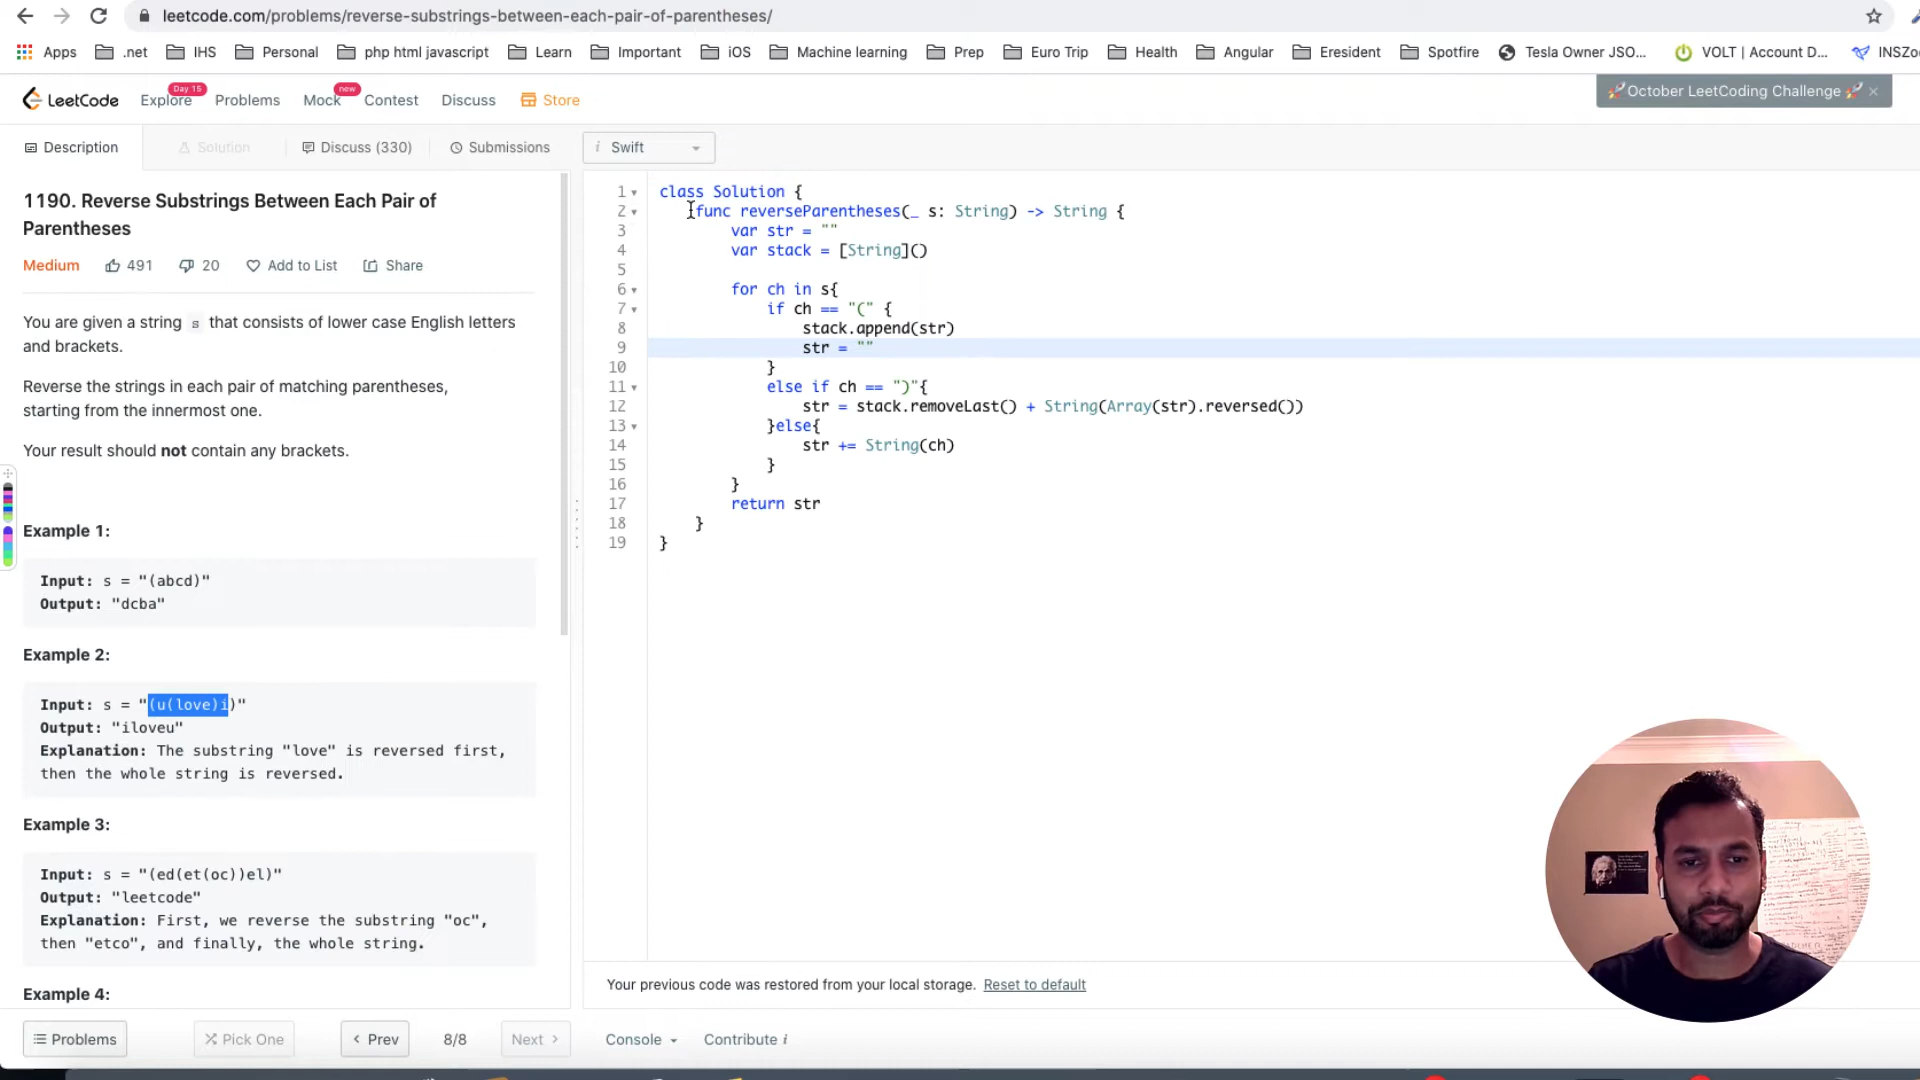 leetcode.com/problems/reverse-substrings-between-each-pair-of-parentheses/
Apps .net IHS Personal php html javascript Learn Important iOS Machine learning Prep Euro Trip Health Angular Eresident Spotfire Tesla Owner JSO... VOLT | Account D... INSZo
LeetCode Explore Day 15 Problems Mock new Contest Discuss Store
🚀October LeetCoding Challenge 🚀 ×
Description Solution Discuss (330) Submissions
i Swift
1190. Reverse Substrings Between Each Pair of
Parentheses
Medium 491 20 Add to List Share
You are given a string s that consists of lower case English letters
and brackets.
Reverse the strings in each pair of matching parentheses,
starting from the innermost one.
Your result should not contain any brackets.
Example 1:
Input: s = "(abcd)"
Output: "dcba"
Example 2:
Input: s = "(u(love)i)"
Output: "iloveu"
Explanation: The substring "love" is reversed first,
then the whole string is reversed.
Example 3:
Input: s = "(ed(et(oc))el)"
Output: "leetcode"
Explanation: First, we reverse the substring "oc",
then "etco", and finally, the whole string.
Example 4:
1 class Solution {
2 func reverseParentheses(_ s: String) -> String {
3 var str = ""
4 var stack = [String]()
5
6 for ch in s{
7 if ch == "(" {
8 stack.append(str)
9 str = ""
10 }
11 else if ch == ")"{
12 str = stack.removeLast() + String(Array(str).reversed())
13 }else{
14 str += String(ch)
15 }
16 }
17 return str
18 }
19 }
Your previous code was restored from your local storage. Reset to default
Problems Pick One Prev 8/8 Next Console Contribute i